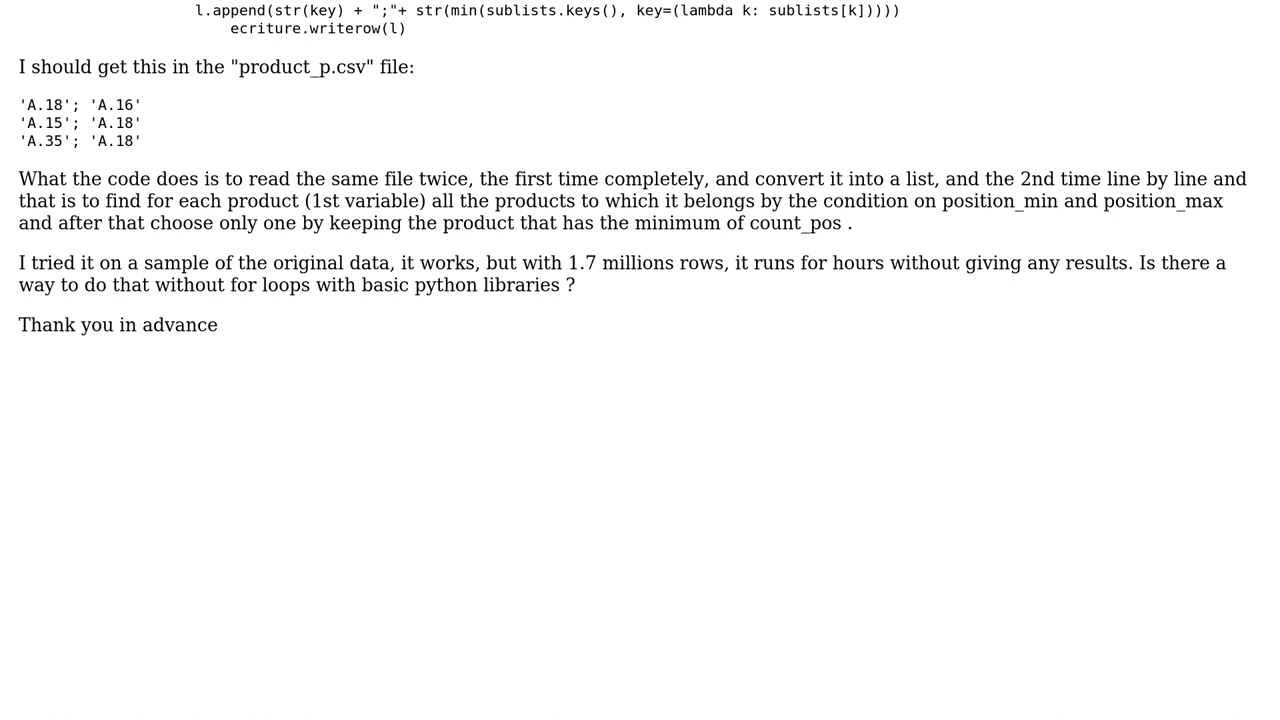 l.append(str(key) + ";"+ str(min(sublists.keys(), key=(lambda k: sublists[k]))))
ecriture.writerow(l)
I should get this in the "product_p.csv" file:
'A.18'; 'A.16'
'A.15'; 'A.18'
'A.35'; 'A.18'
What the code does is to read the same file twice, the first time completely, and convert it into a list, and the 2nd time line by line and
that is to find for each product (1st variable) all the products to which it belongs by the condition on position_min and position_max
and after that choose only one by keeping the product that has the minimum of count_pos .
I tried it on a sample of the original data, it works, but with 1.7 millions rows, it runs for hours without giving any results. Is there a
way to do that without for loops with basic python libraries ?
Thank you in advance